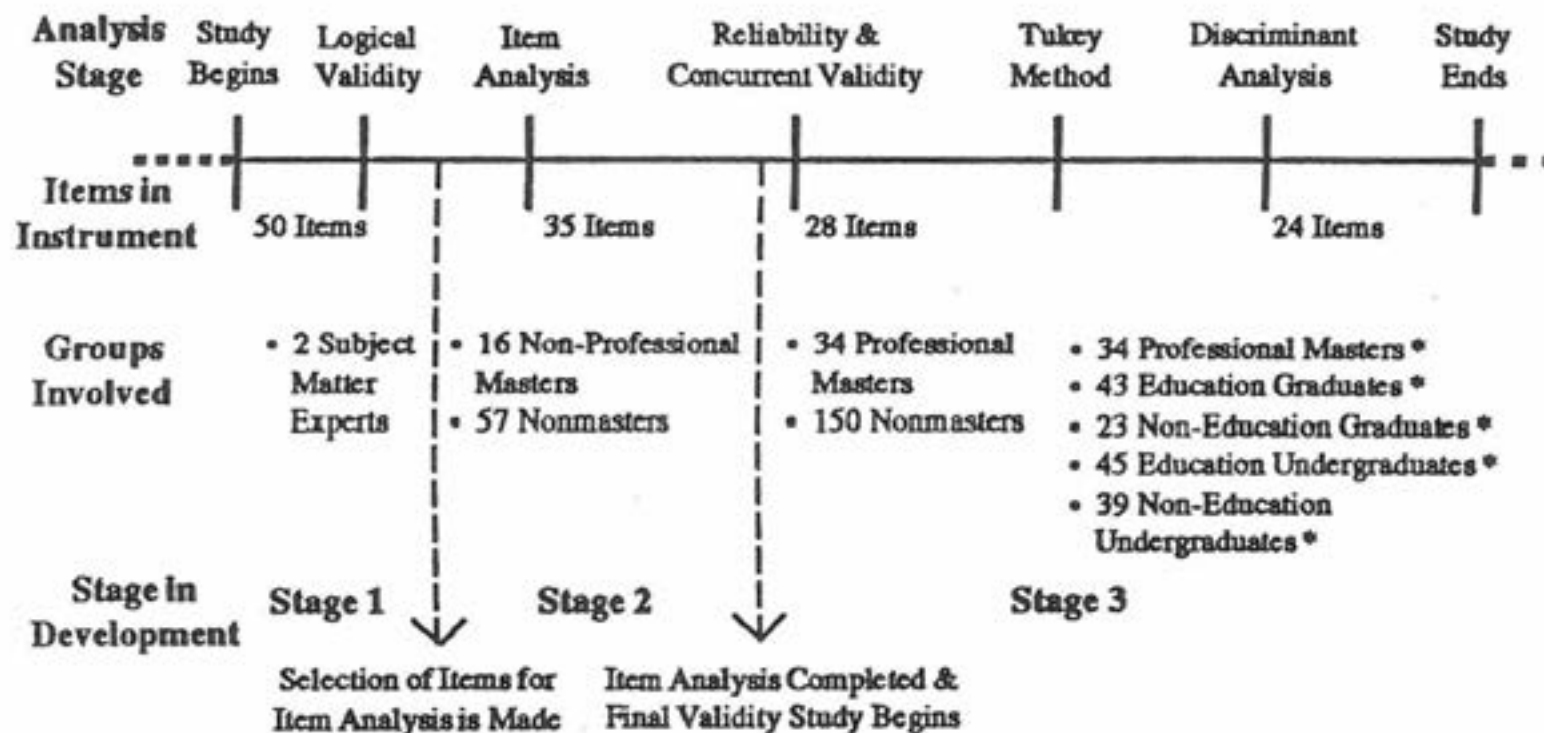 Analysis Stage
Study Begins
Logical Validity
Item Analysis
Reliability & Concurrent Validity
Tukey Method
Discriminant Analysis
Study Ends
Items in Instrument
50 Items
35 Items
28 Items
24 Items
Groups Involved
• 2 Subject
Matter
Experts
• 16 Non-Professional
Masters
• 57 Nonmasters
• 34 Professional
Masters
• 150 Nonmasters
• 34 Professional Masters *
• 43 Education Graduates *
• 23 Non-Education Graduates *
• 45 Education Undergraduates *
• 39 Non-Education
Undergraduates *
Stage in Development
Stage 1
Stage 2
Stage 3
Selection of Items for
Item Analysis is Made
Item Analysis Completed &
Final Validity Study Begins